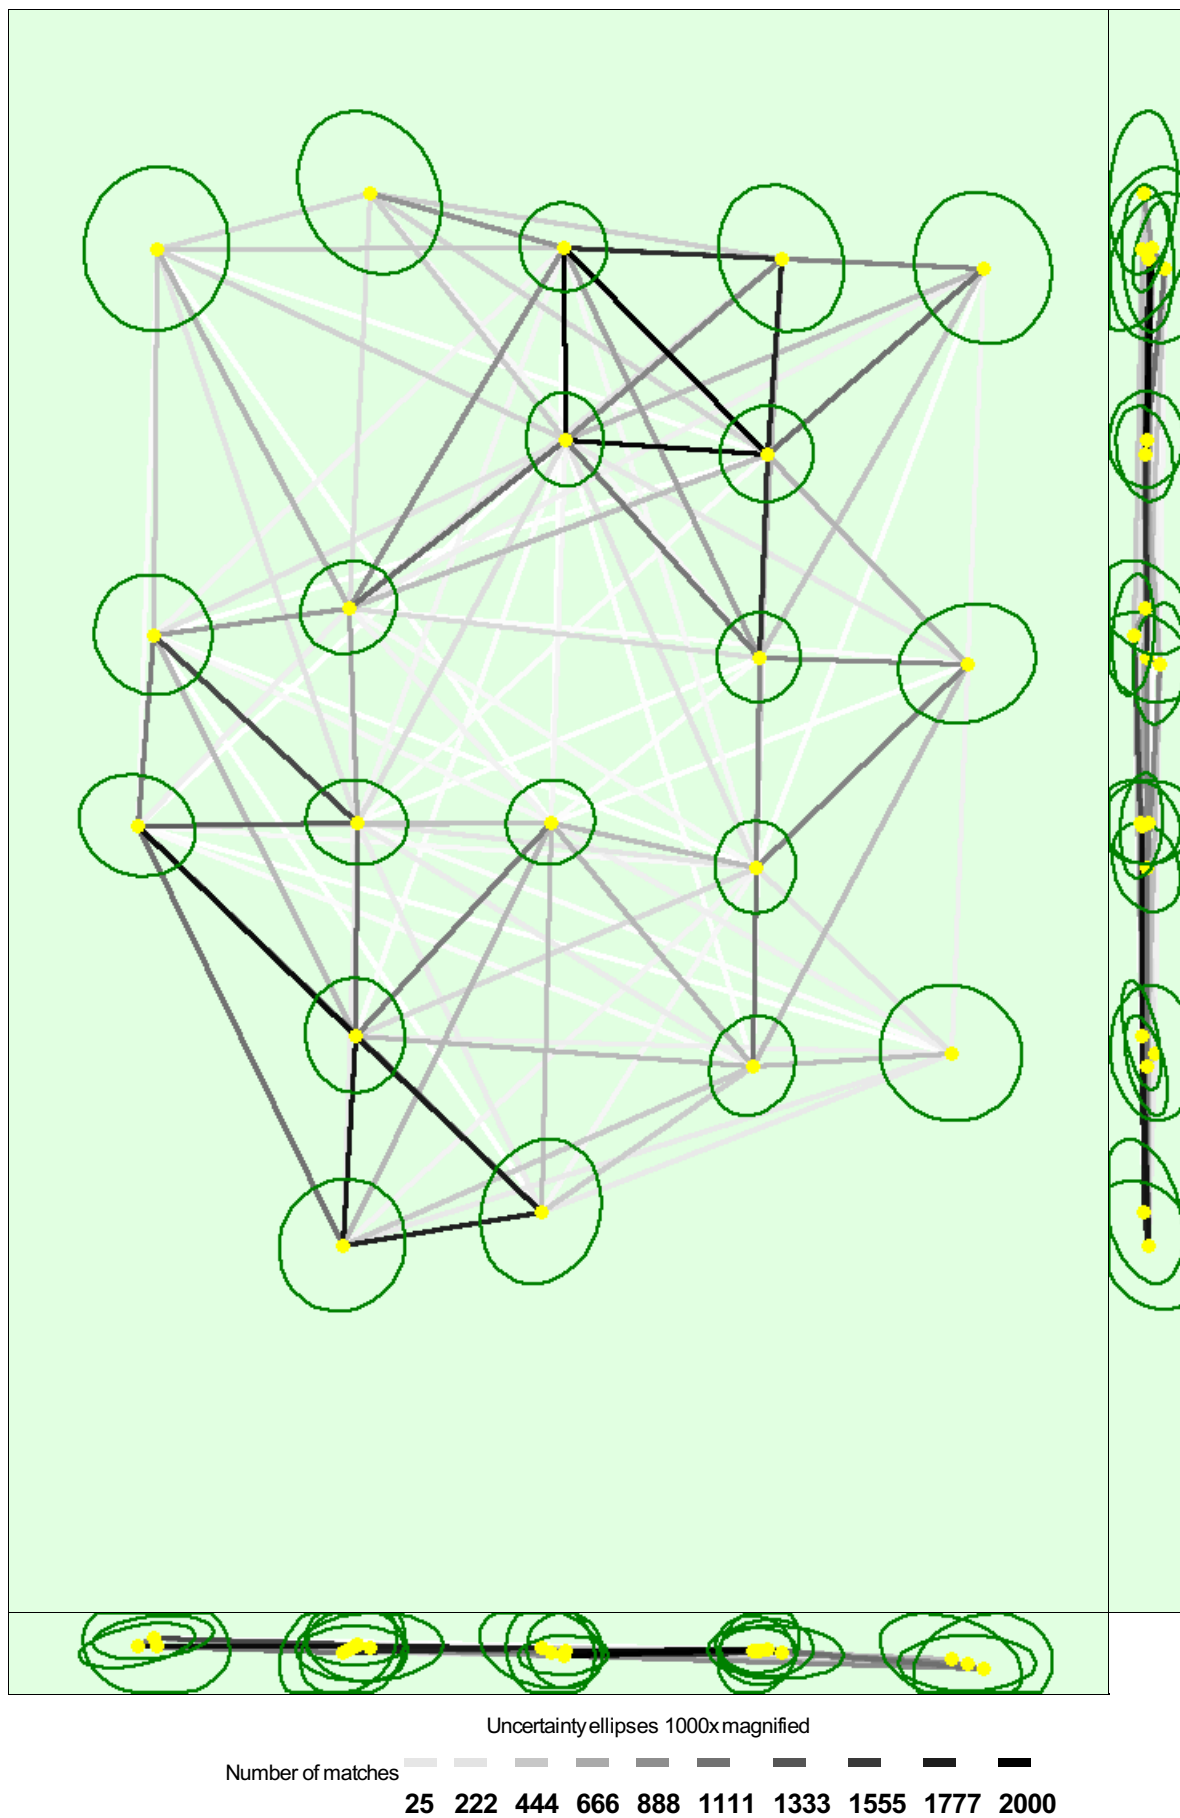 Uncertainty ellipses 1000x magnified
Number of matches
25 222 444 666 888 1111 1333 1555 1777 2000